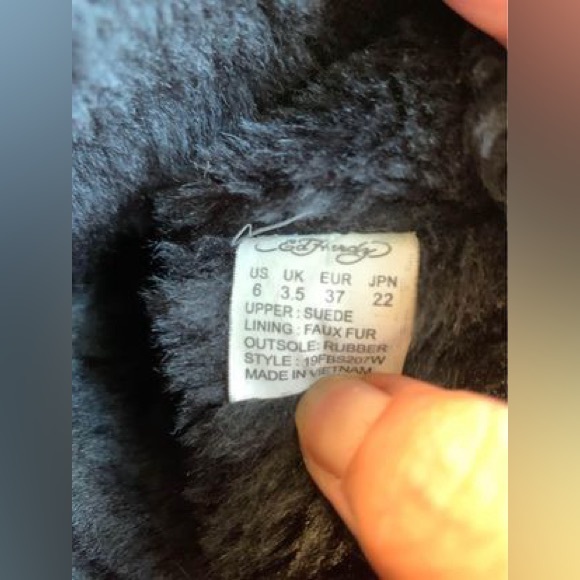 Ed Hardy
US UK EUR JPN
6 3.5 37 22
UPPER : SUEDE
LINING : FAUX FUR
OUTSOLE: RUBBER
STYLE : 19FBS207W
MADE IN VIETNAM